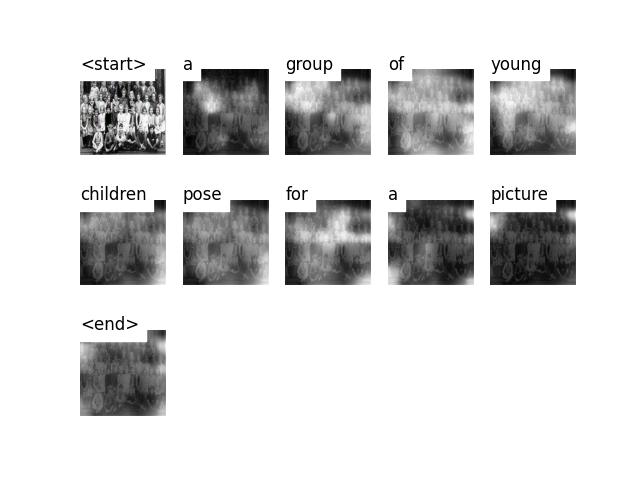 <start> a group of young
children pose for a picture
<end>